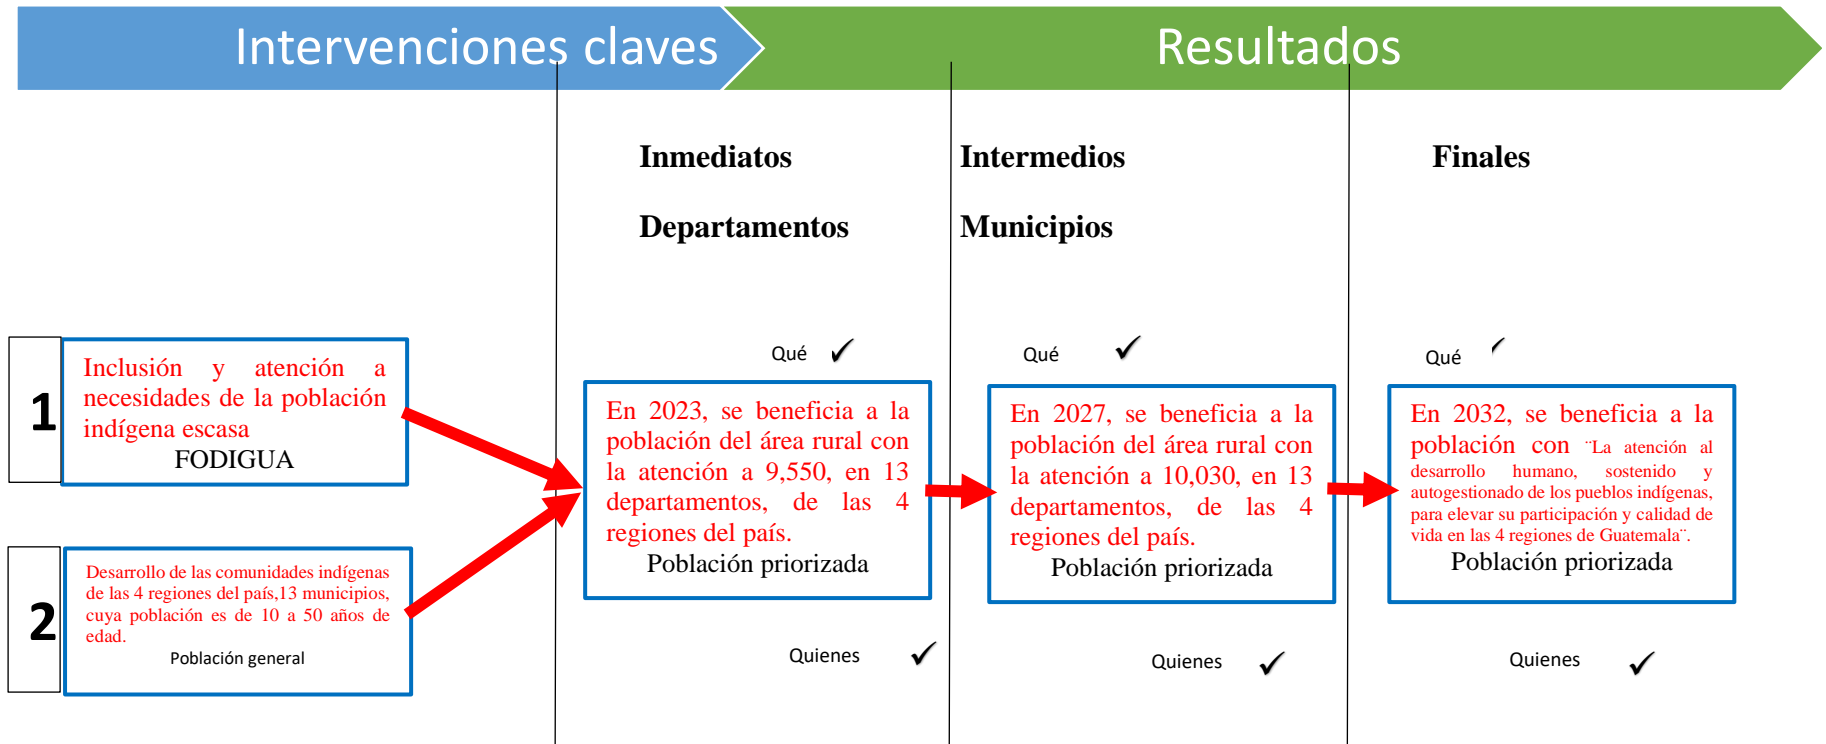 Intervenciones claves
Resultados
Inmediatos
Departamentos
Intermedios
Municipios
Finales
1
Inclusión y atención a
necesidades de la población
indígena escasa
FODIGUA
2
Desarrollo de las comunidades indígenas
de las 4 regiones del país,13 municipios,
cuya población es de 10 a 50 años de
edad.
Población general
Qué ✓
En 2023, se beneficia a la
población del área rural con
la atención a 9,550, en 13
departamentos, de las 4
regiones del país.
Población priorizada
Quienes ✓
Qué ✓
En 2027, se beneficia a la
población del área rural con
la atención a 10,030, en 13
departamentos, de las 4
regiones del país.
Población priorizada
Quienes ✓
Qué ✓
En 2032, se beneficia a la
población con ¨La atención al
desarrollo humano, sostenido y
autogestionado de los pueblos indígenas,
para elevar su participación y calidad de
vida en las 4 regiones de Guatemala¨.
Población priorizada
Quienes ✓